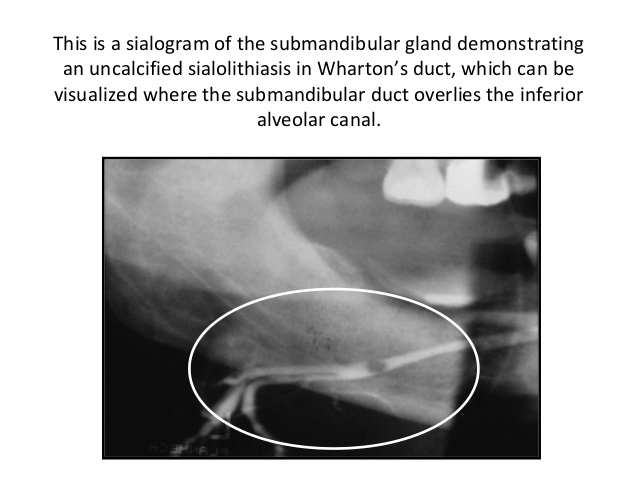 This is a sialogram of the submandibular gland demonstrating
an uncalcified sialolithiasis in Wharton’s duct, which can be
visualized where the submandibular duct overlies the inferior
alveolar canal.